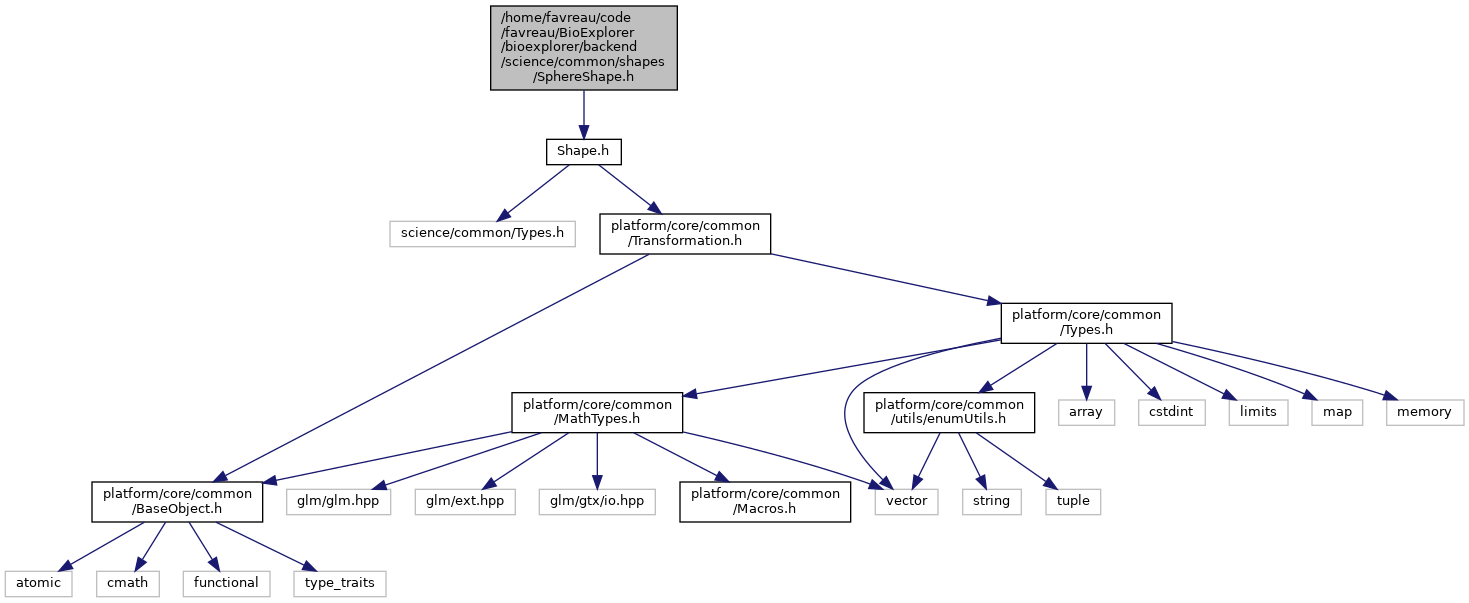 /home/favreau/code
/favreau/BioExplorer
/bioexplorer/backend
/science/common/shapes
/SphereShape.h
Shape.h
science/common/Types.h
platform/core/common
/Transformation.h
platform/core/common
/Types.h
platform/core/common
/MathTypes.h
platform/core/common
/utils/enumUtils.h
array
cstdint
limits
map
memory
platform/core/common
/BaseObject.h
glm/glm.hpp
glm/ext.hpp
glm/gtx/io.hpp
platform/core/common
/Macros.h
vector
string
tuple
atomic
cmath
functional
type_traits